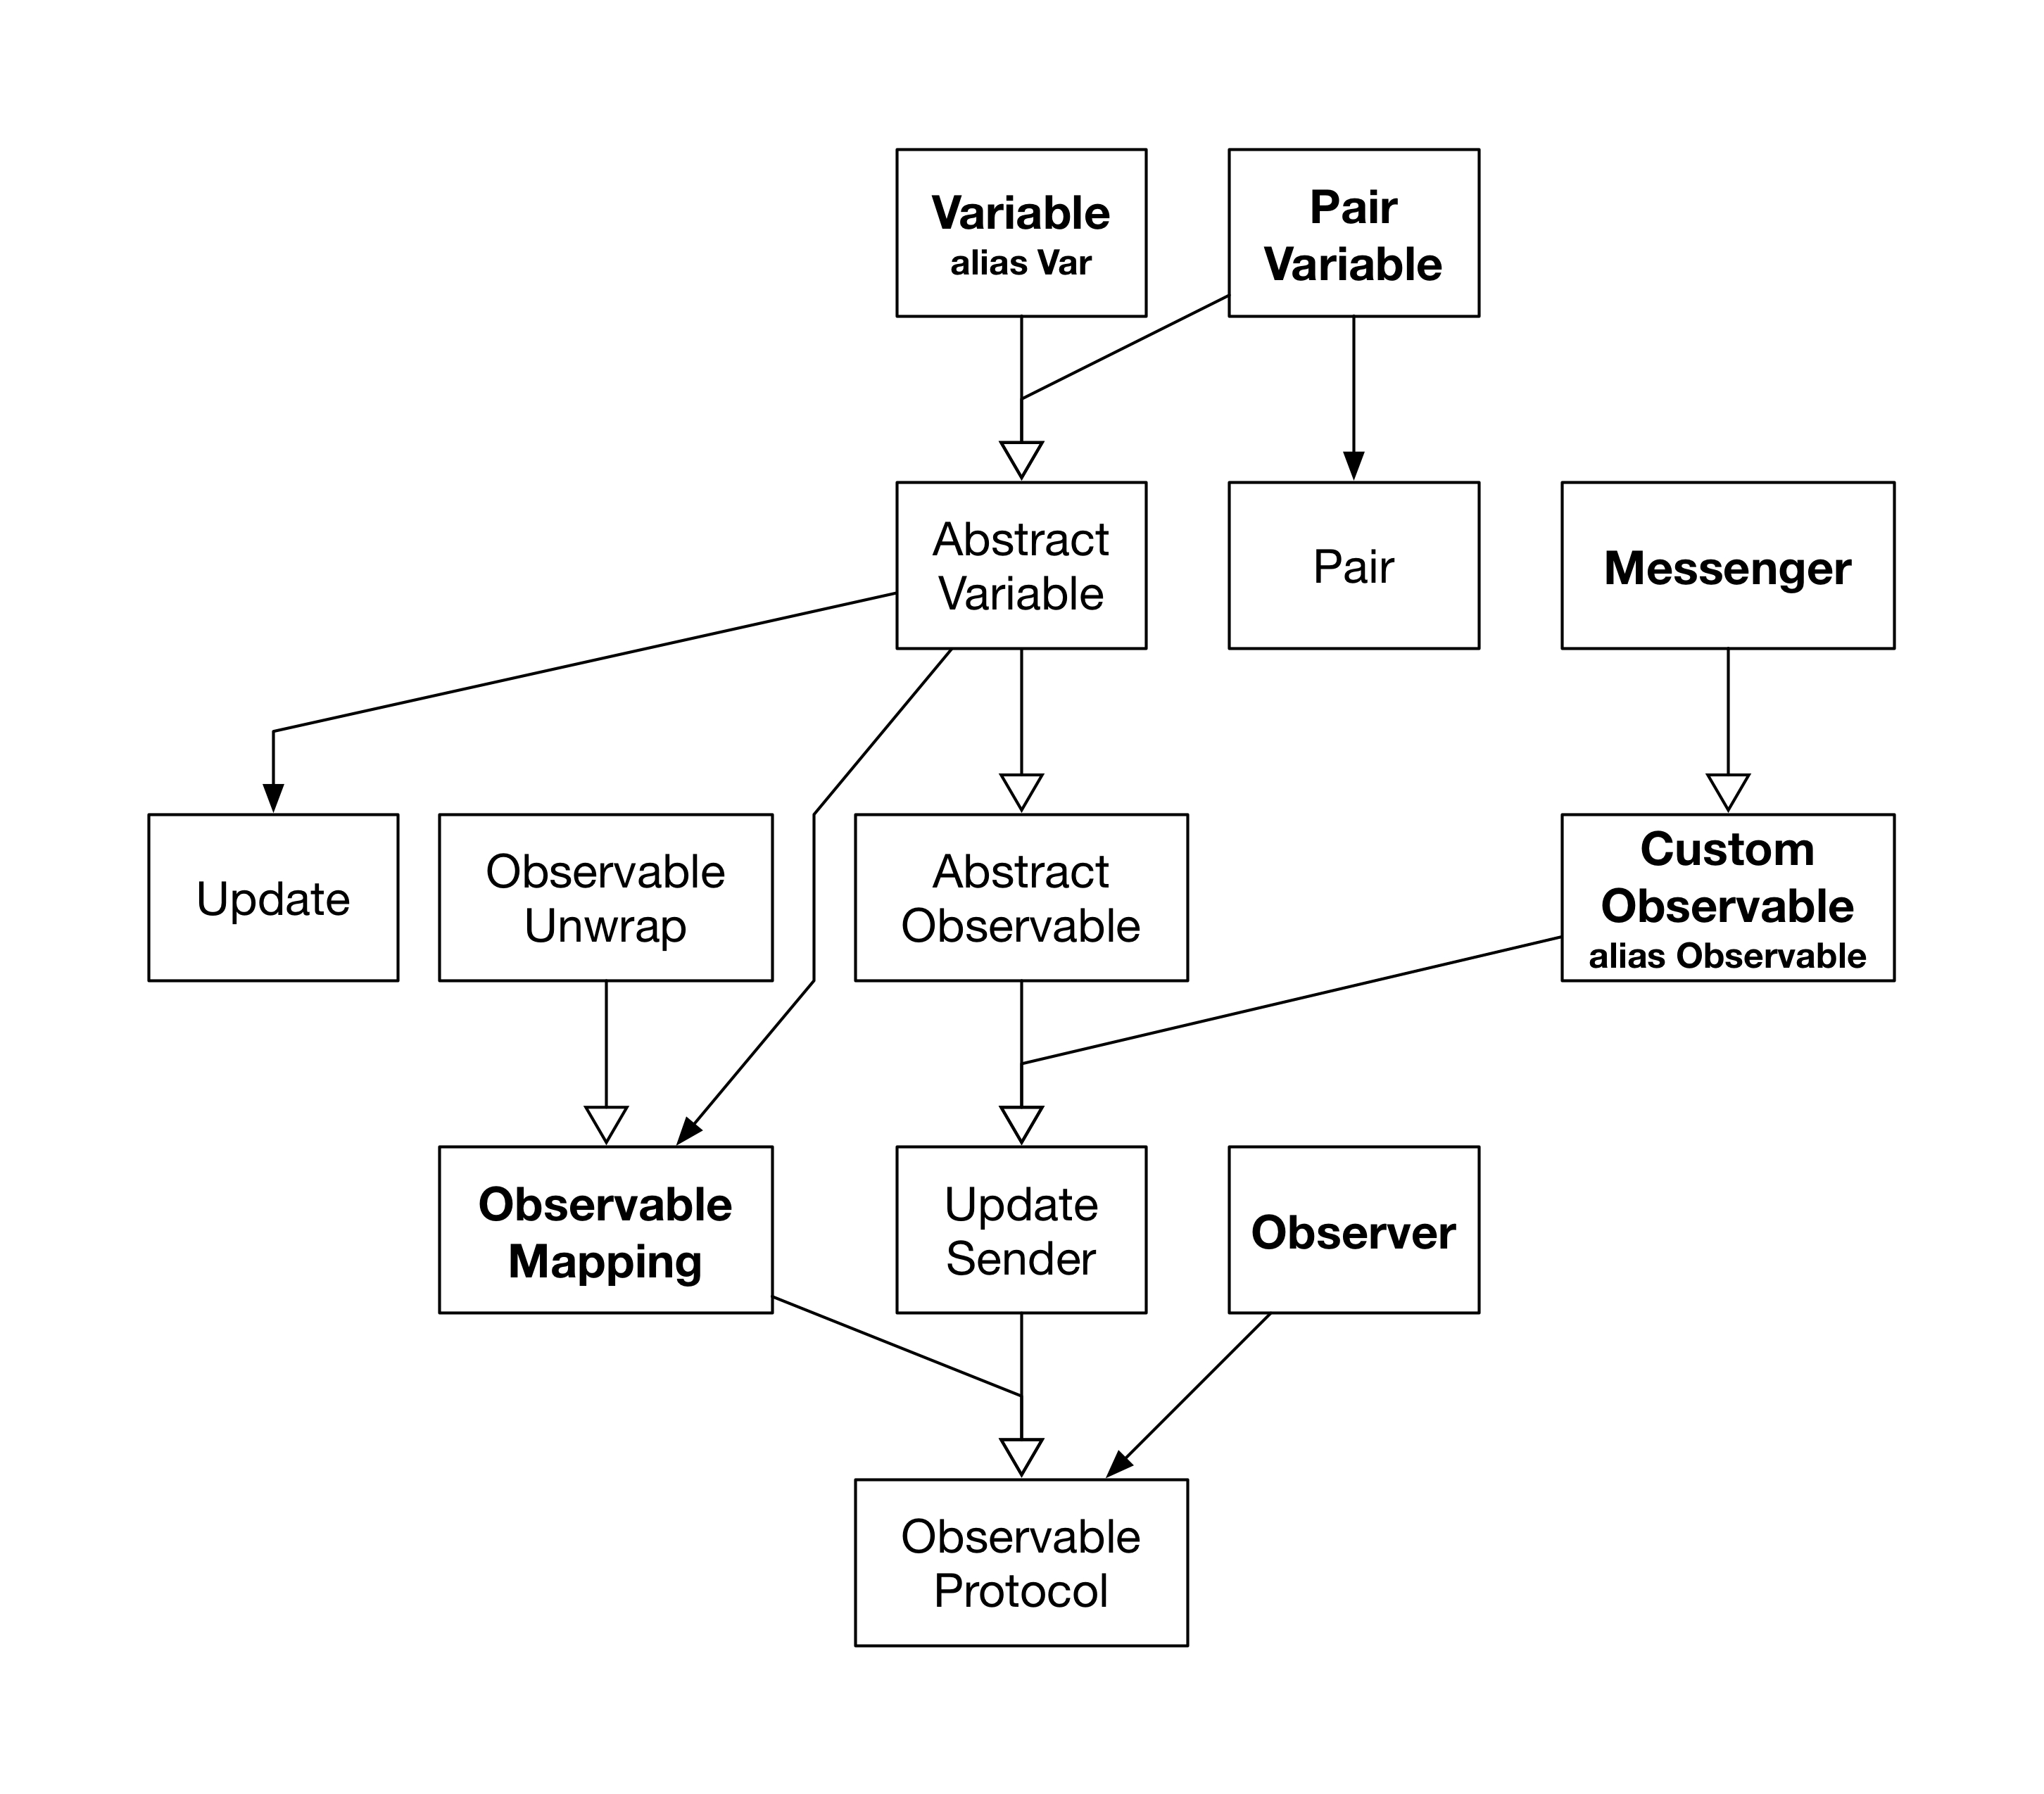 Variable
alias Var
Pair
Variable
Abstract
Variable
Pair
Messenger
Update
Observable
Unwrap
Abstract
Observable
Custom
Observable
alias Observable
Observable
Mapping
Update
Sender
Observer
Observable
Protocol